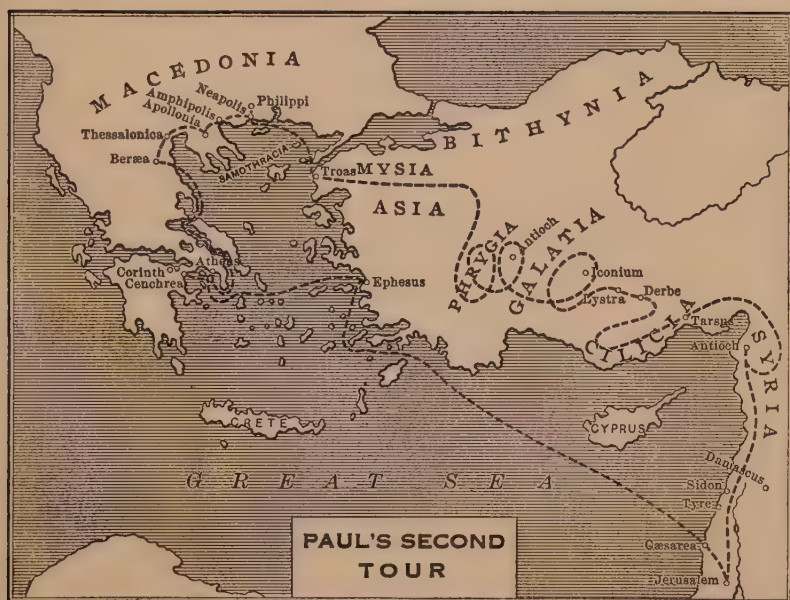 MACEDONIA
Neapolis
Philippi
Amphipolis
Apollonia
Thessalonica
Beræa
SAMOTHRACIA
BITHYNIA
Troas
MYSIA
ASIA
PHRYGIA
Antioch
GALATIA
Iconium
Lystra
Derbe
Athens
Corinth
Cenchrea
Ephesus
CILICIA
Tarsus
Antioch
SYRIA
CRETE
CYPRUS
Damascus
GREAT SEA
Sidon
Tyre
Cæsarea
Jerusalem
PAUL'S SECOND
TOUR